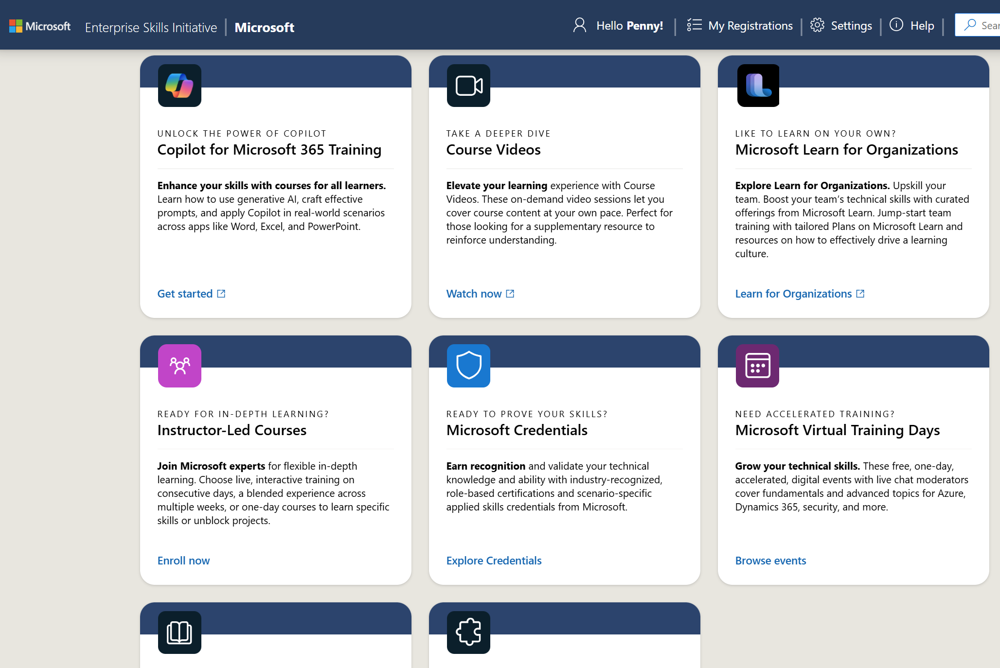 Microsoft Enterprise Skills Initiative | Microsoft
Hello Penny! | My Registrations | Settings | Help |
UNLOCK THE POWER OF COPILOT
Copilot for Microsoft 365 Training
Enhance your skills with courses for all learners.
Learn how to use generative AI, craft effective
prompts, and apply Copilot in real-world scenarios
across apps like Word, Excel, and PowerPoint.
Get started
TAKE A DEEPER DIVE
Course Videos
Elevate your learning experience with Course
Videos. These on-demand video sessions let you
cover course content at your own pace. Perfect for
those looking for a supplementary resource to
reinforce understanding.
Watch now
LIKE TO LEARN ON YOUR OWN?
Microsoft Learn for Organizations
Explore Learn for Organizations. Upskill your
team. Boost your team’s technical skills with curated
offerings from Microsoft Learn. Jump-start team
training with tailored Plans on Microsoft Learn and
resources on how to effectively drive a learning
culture.
Learn for Organizations
READY FOR IN-DEPTH LEARNING?
Instructor-Led Courses
Join Microsoft experts for flexible in-depth
learning. Choose live, interactive training on
consecutive days, a blended experience across
multiple weeks, or one-day courses to learn specific
skills or unblock projects.
Enroll now
READY TO PROVE YOUR SKILLS?
Microsoft Credentials
Earn recognition and validate your technical
knowledge and ability with industry-recognized,
role-based certifications and scenario-specific
applied skills credentials from Microsoft.
Explore Credentials
NEED ACCELERATED TRAINING?
Microsoft Virtual Training Days
Grow your technical skills. These free, one-day,
accelerated, digital events with live chat moderators
cover fundamentals and advanced topics for Azure,
Dynamics 365, security, and more.
Browse events